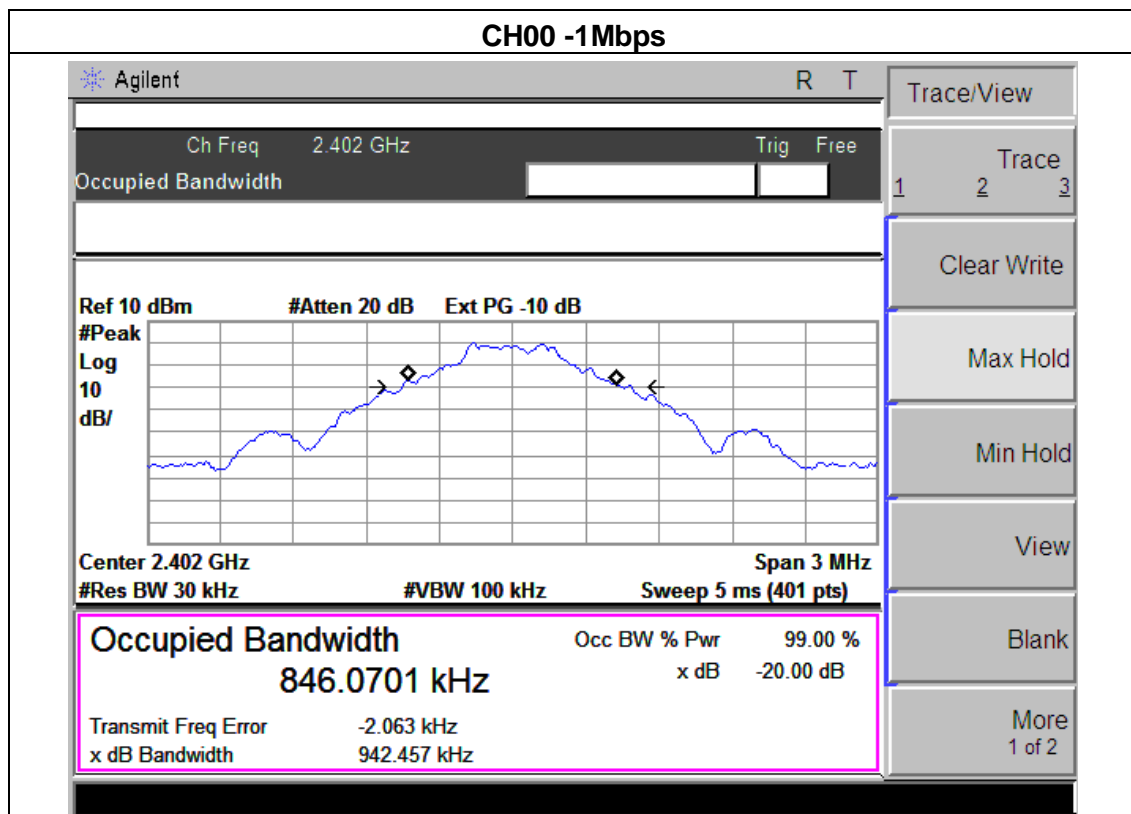 CH00 -1Mbps
Agilent R T
Ch Freq 2.402 GHz Trig Free
Occupied Bandwidth
Ref 10 dBm #Atten 20 dB Ext PG -10 dB
#Peak
Log
10
dB/
Center 2.402 GHz Span 3 MHz
#Res BW 30 kHz #VBW 100 kHz Sweep 5 ms (401 pts)
Occupied Bandwidth Occ BW % Pwr 99.00 %
846.0701 kHz x dB -20.00 dB
Transmit Freq Error -2.063 kHz
x dB Bandwidth 942.457 kHz
Trace/View
Trace
1 2 3
Clear Write
Max Hold
Min Hold
View
Blank
More
1 of 2